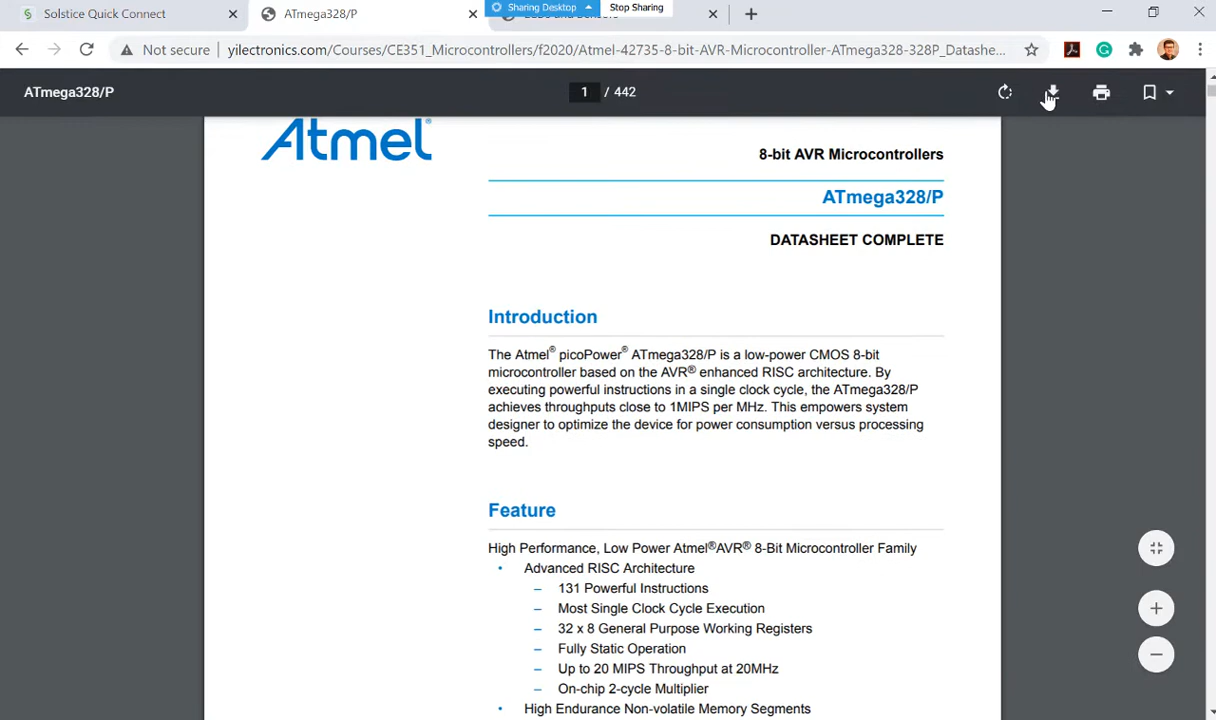 Solstice Quick Connect
ATmega328/P
Sharing Desktop
Stop Sharing
Not secure
yilectronics.com/Courses/CE351_Microcontrollers/f2020/Atmel-42735-8-bit-AVR-Microcontroller-ATmega328-328P_Datashe...
ATmega328/P
1 / 442
Atmel®
8-bit AVR Microcontrollers
ATmega328/P
DATASHEET COMPLETE
Introduction
The Atmel® picoPower® ATmega328/P is a low-power CMOS 8-bit
microcontroller based on the AVR® enhanced RISC architecture. By
executing powerful instructions in a single clock cycle, the ATmega328/P
achieves throughputs close to 1MIPS per MHz. This empowers system
designer to optimize the device for power consumption versus processing
speed.
Feature
High Performance, Low Power Atmel®AVR® 8-Bit Microcontroller Family
• Advanced RISC Architecture
– 131 Powerful Instructions
– Most Single Clock Cycle Execution
– 32 x 8 General Purpose Working Registers
– Fully Static Operation
– Up to 20 MIPS Throughput at 20MHz
– On-chip 2-cycle Multiplier
• High Endurance Non-volatile Memory Segments